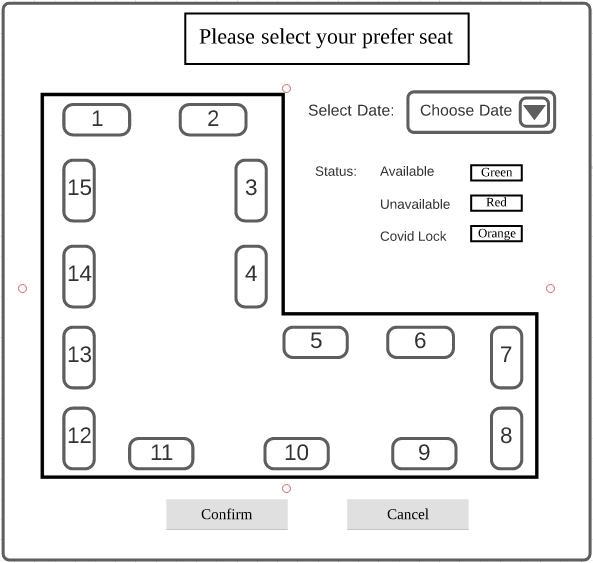 Please select your prefer seat
Select Date: Choose Date
Status: Available Green
Unavailable Red
Covid Lock Orange
1 2
15 3
14 4
5 6
13 7
12 8
11 10 9
Confirm Cancel